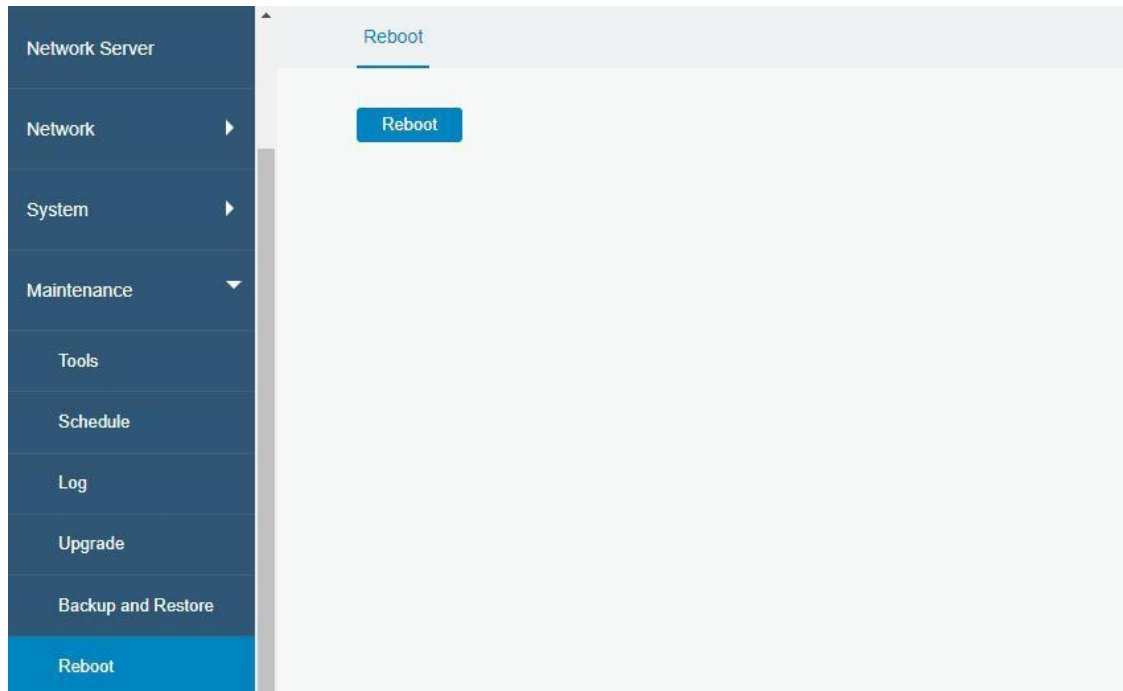 Network Server
Network
System
Maintenance
Tools
Schedule
Log
Upgrade
Backup and Restore
Reboot
Reboot
Reboot